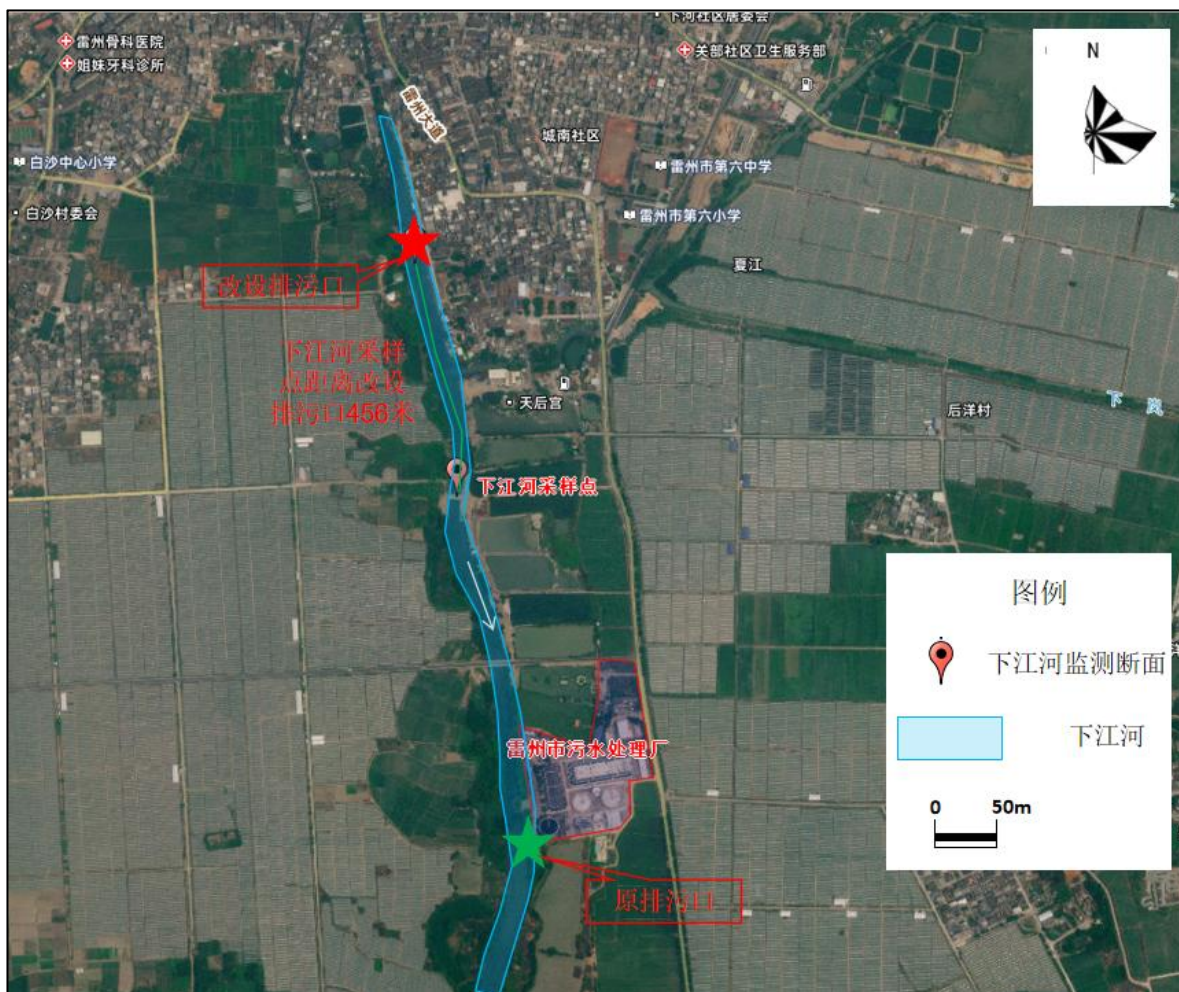 下河社区居委会
雷州骨科医院
姐妹牙科诊所
关部社区卫生服务部
N
雷州大道
城南社区
白沙中心小学
雷州市第六中学
白沙村委会
雷州市第六小学
夏江
改设排污口
下江河采样
点距离改设
排污口456米
天后宫
后洋村
下 岚
下江河采样点
图例
下江河监测断面
下江河
雷州市污水处理厂
0 50m
原排污口